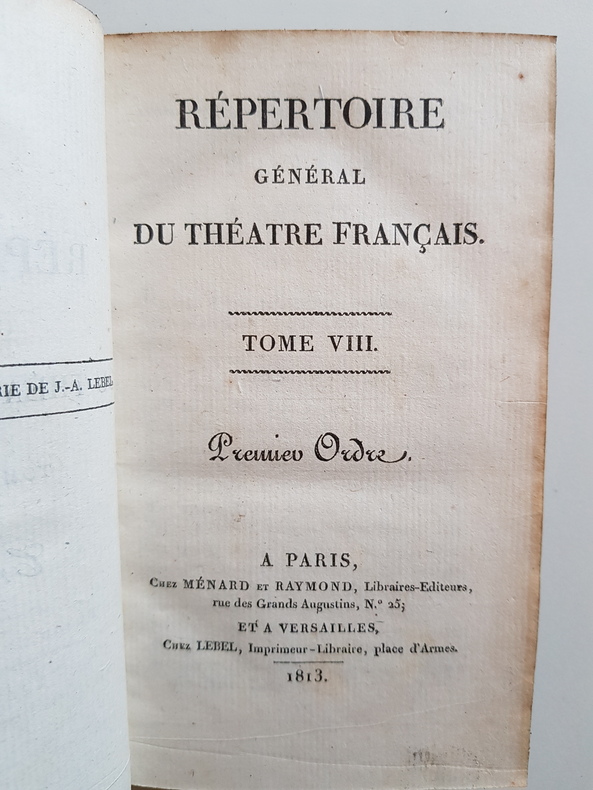 RIE DE J.-A. LEBEL
RÉPERTOIRE
GÉNÉRAL
DU THÉATRE FRANÇAIS.
TOME VIII.
Premier Ordre.
A PARIS,
Chez MÉNARD ET RAYMOND, Libraires-Editeurs,
rue des Grands Augustins, N.º 25;
ET A VERSAILLES,
Chez LEBEL, Imprimeur-Libraire, place d'Armes.
1813.